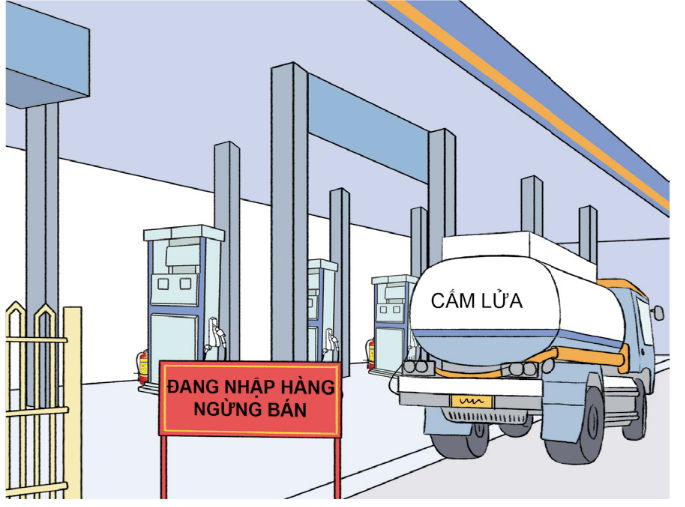 CẤM LỬA
ĐANG NHẬP HÀNG
NGỪNG BÁN